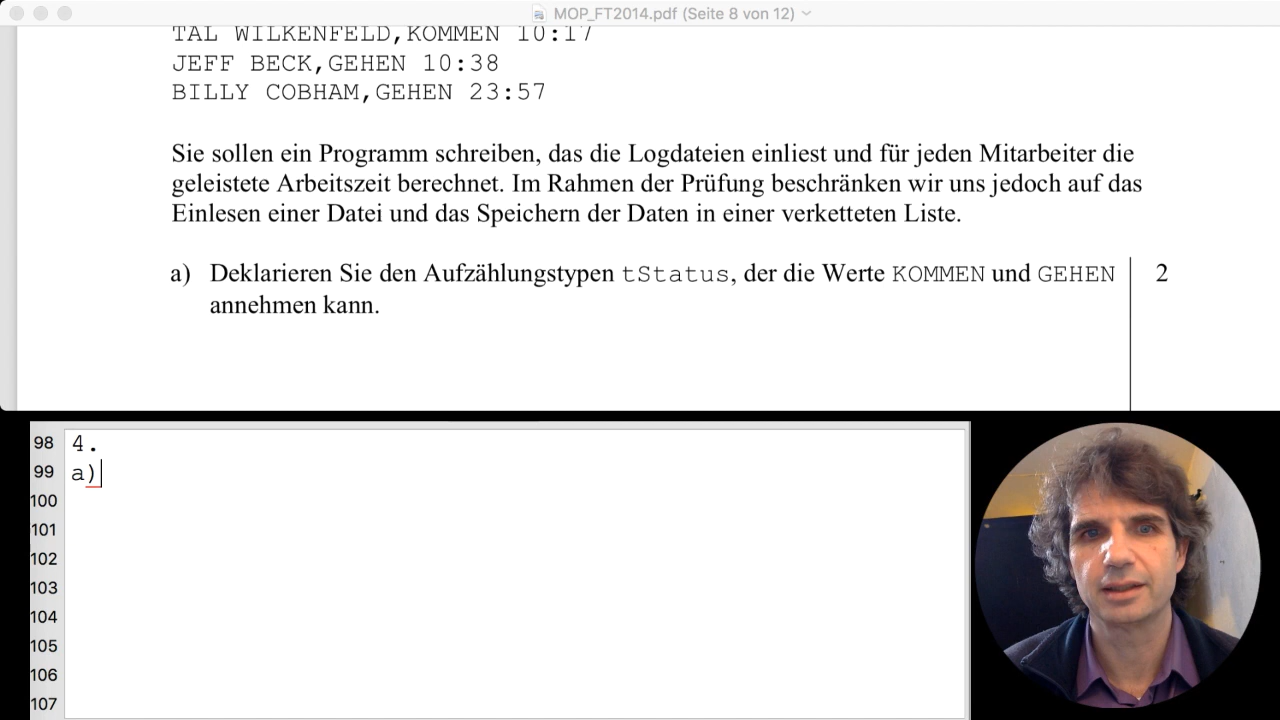 MOP_FT2014.pdf (Seite 8 von 12)
TAL WILKENFELD,KOMMEN 10:17
JEFF BECK,GEHEN 10:38
BILLY COBHAM,GEHEN 23:57
Sie sollen ein Programm schreiben, das die Logdateien einliest und für jeden Mitarbeiter die
geleistete Arbeitszeit berechnet. Im Rahmen der Prüfung beschränken wir uns jedoch auf das
Einlesen einer Datei und das Speichern der Daten in einer verketteten Liste.
a) Deklarieren Sie den Aufzählungstypen tStatus, der die Werte KOMMEN und GEHEN 2
annehmen kann.
98 4.
99 a)
100
101
102
103
104
105
106
107